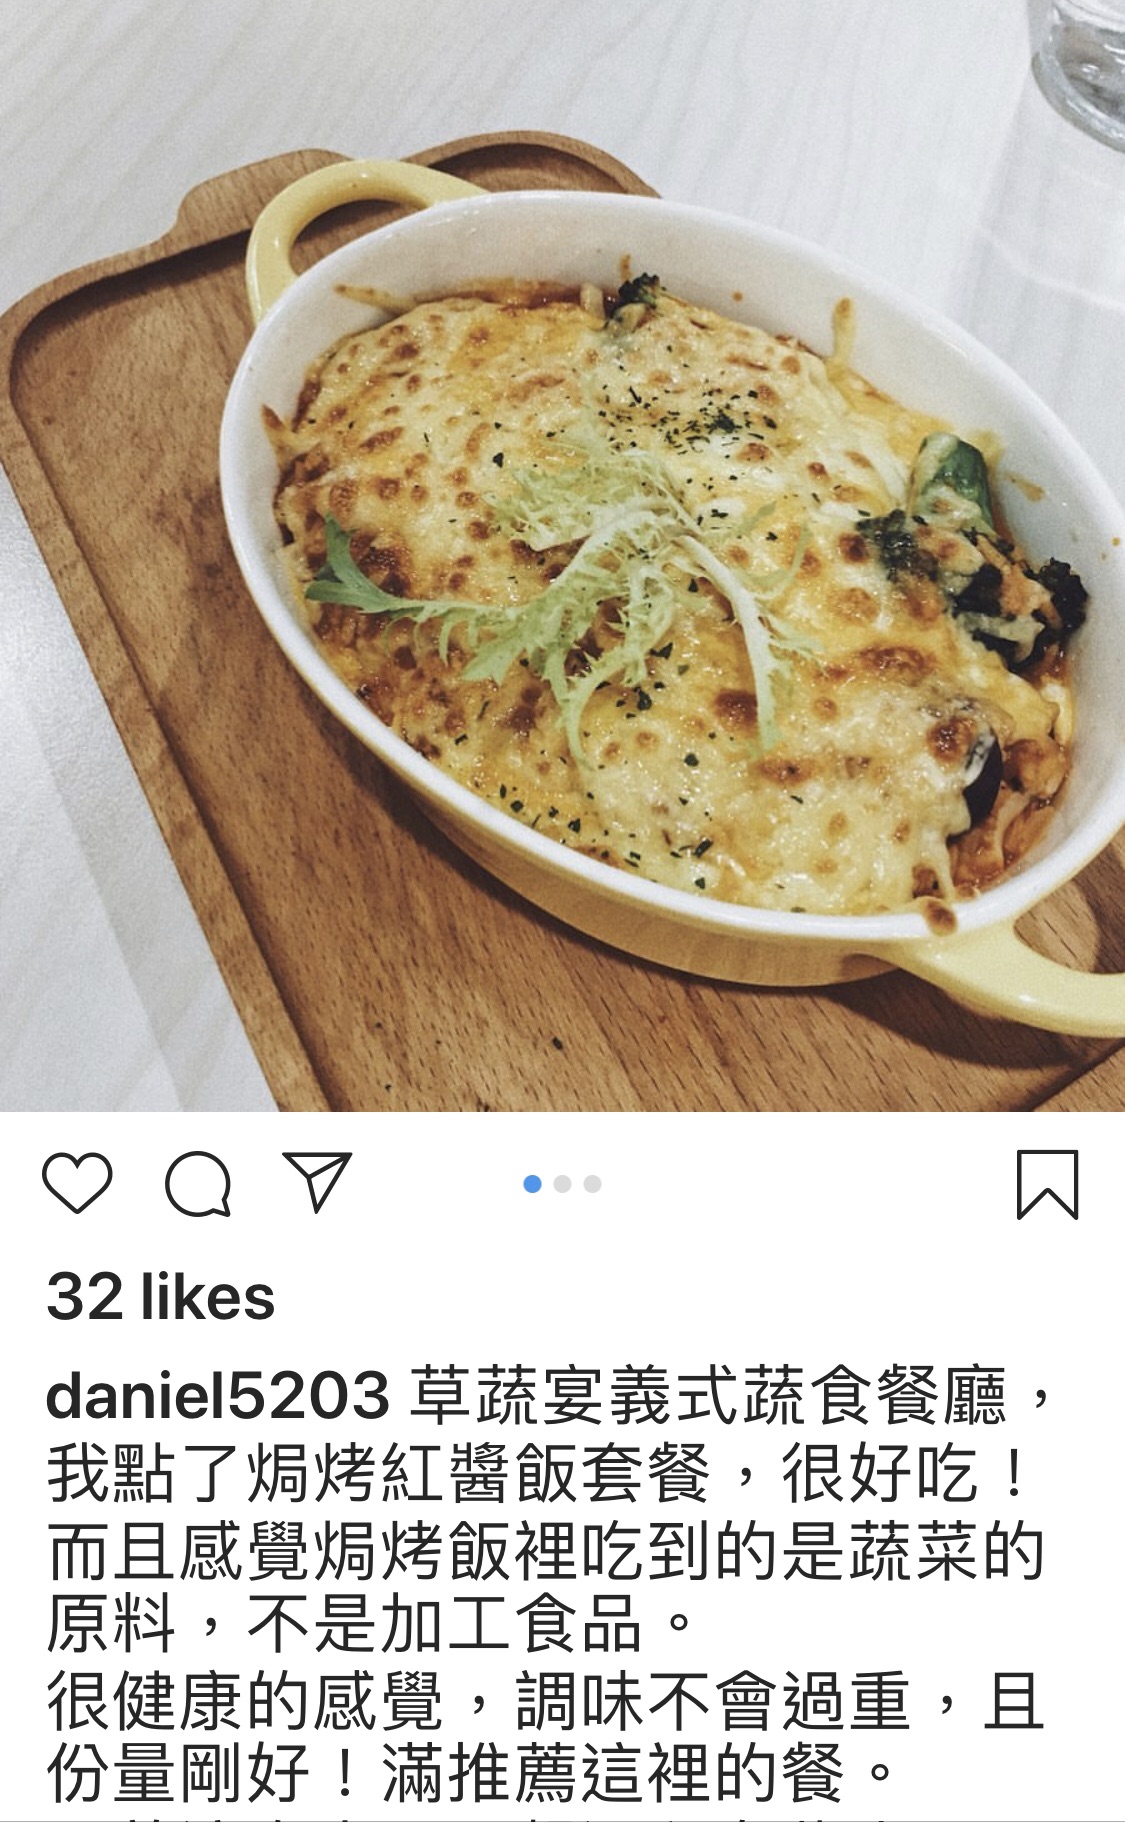 32 likes
daniel5203 草蔬宴義式蔬食餐廳，
我點了焗烤紅醬飯套餐，很好吃！
而且感覺焗烤飯裡吃到的是蔬菜的
原料，不是加工食品。
很健康的感覺，調味不會過重，且
份量剛好！滿推薦這裡的餐。